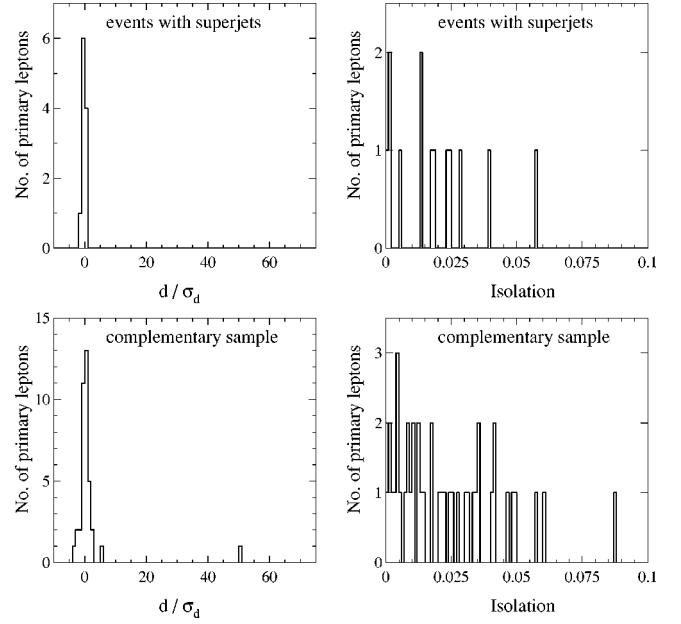 events with superjets
No. of primary leptons
6
4
2
0
0 20 40 60
d / σ_d
events with superjets
No. of primary leptons
2
1
0
0 0.025 0.05 0.075 0.1
Isolation
complementary sample
No. of primary leptons
15
10
5
0
0 20 40 60
d / σ_d
complementary sample
No. of primary leptons
3
2
1
0
0 0.025 0.05 0.075 0.1
Isolation